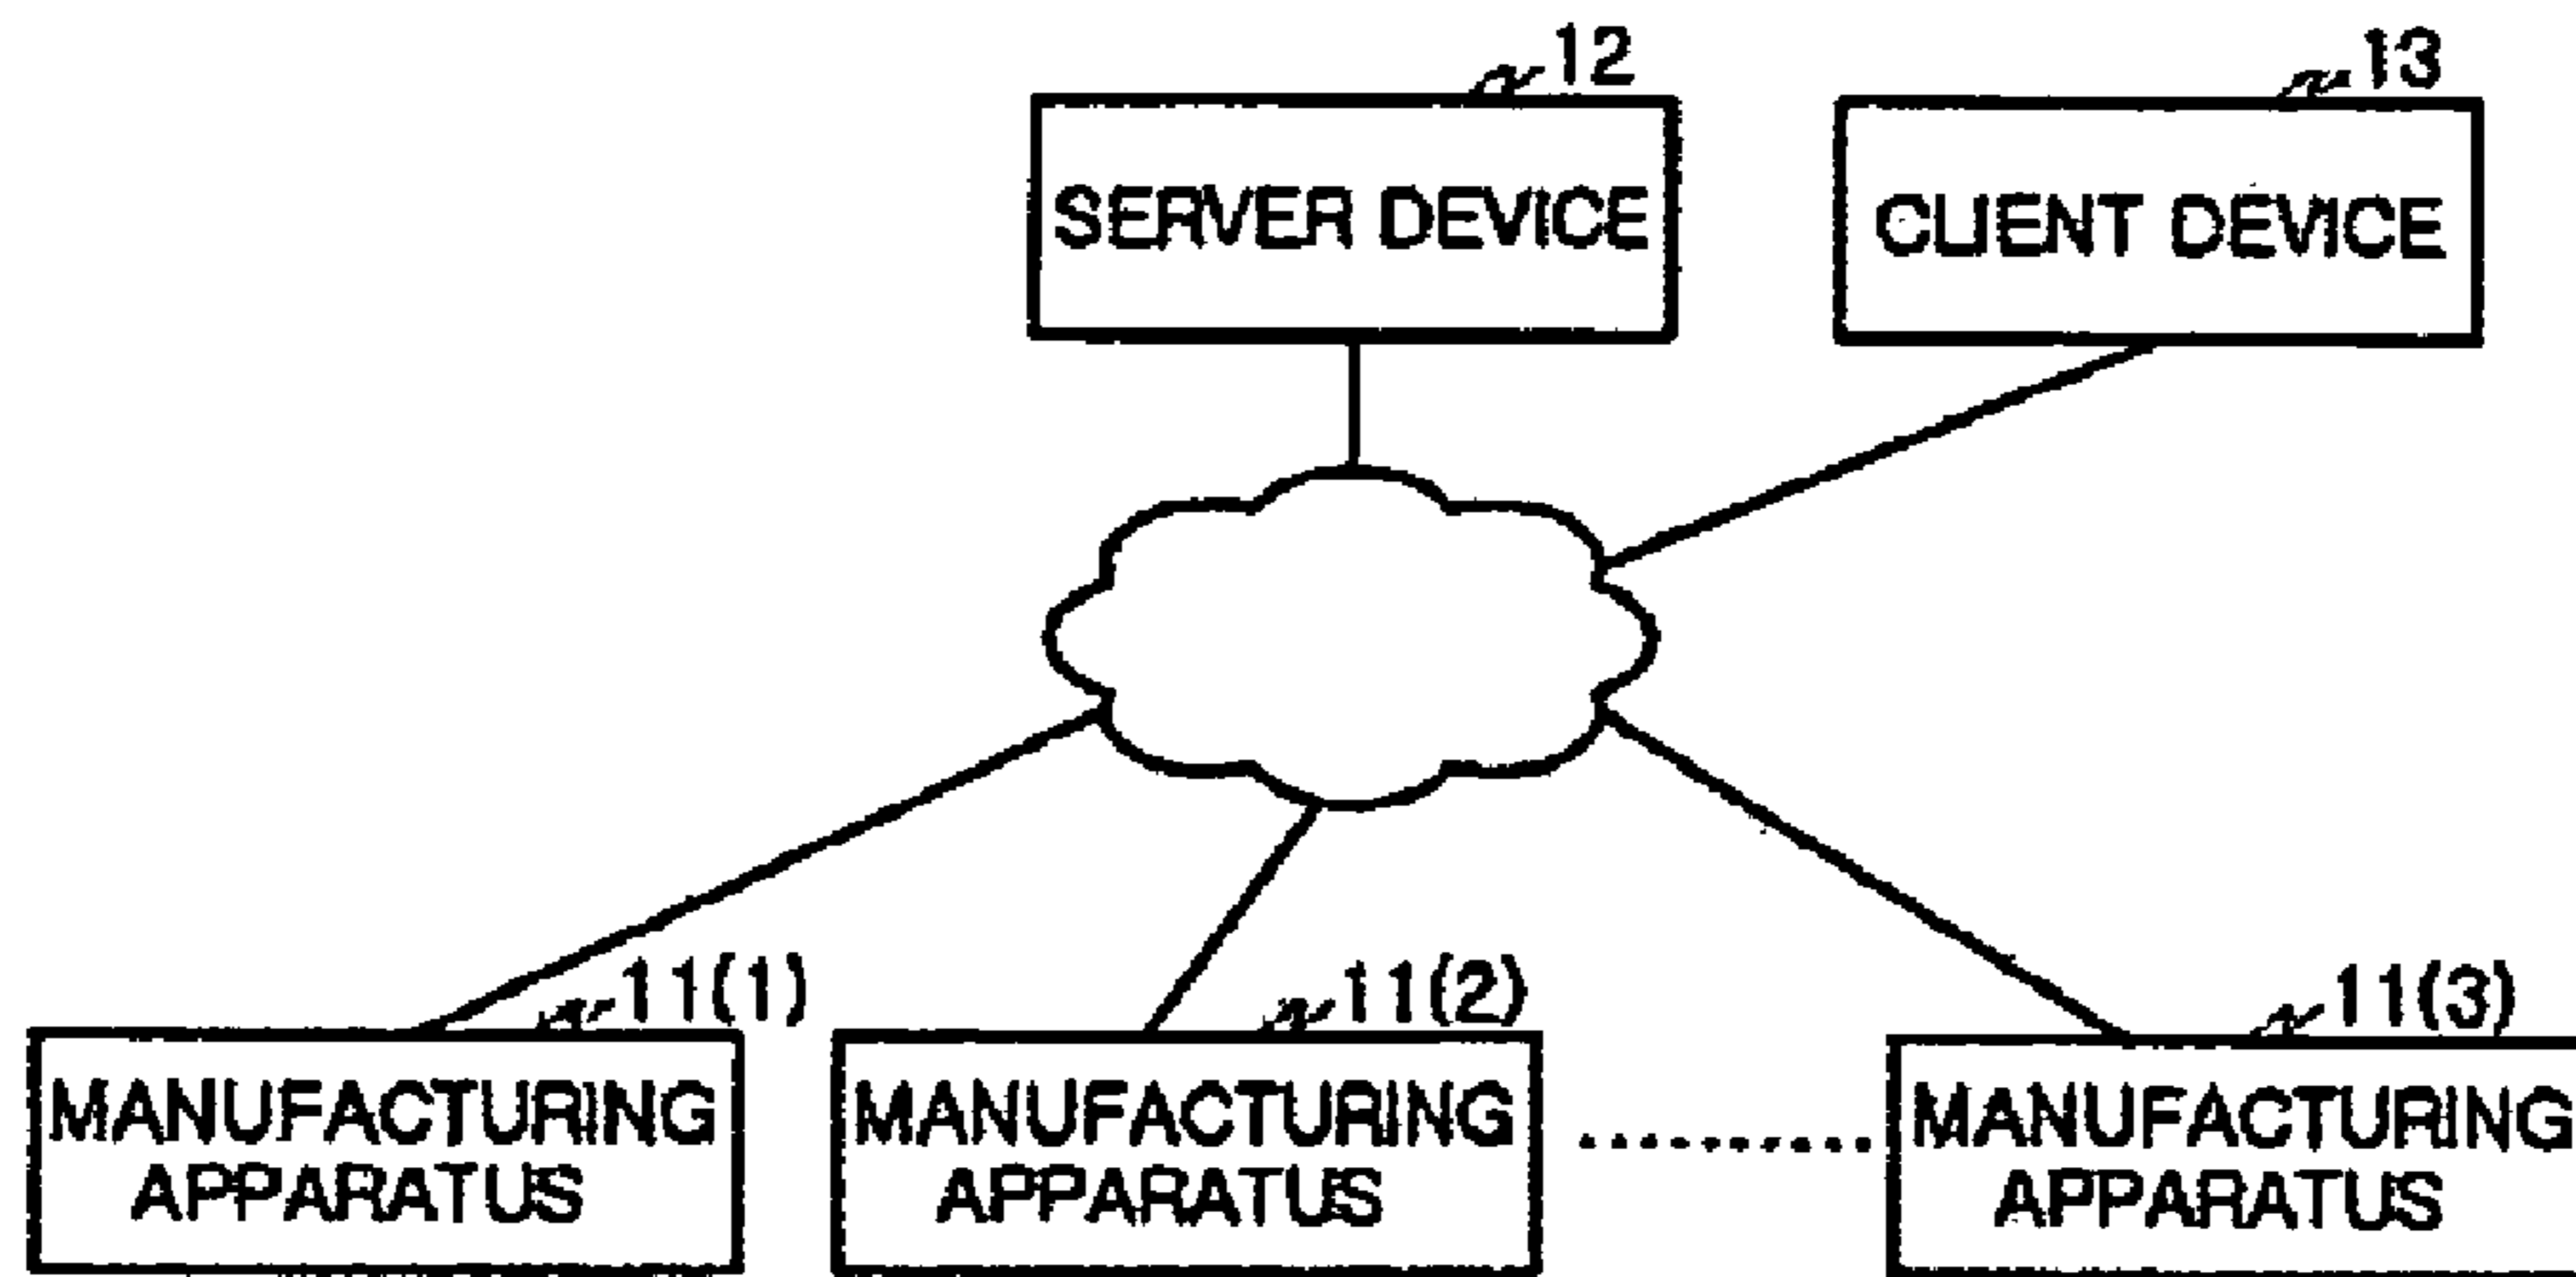 12
13
SERVER DEVICE
CLIENT DEVICE
11(1)
11(2)
11(3)
MANUFACTURING
APPARATUS
MANUFACTURING
APPARATUS
..........
MANUFACTURING
APPARATUS